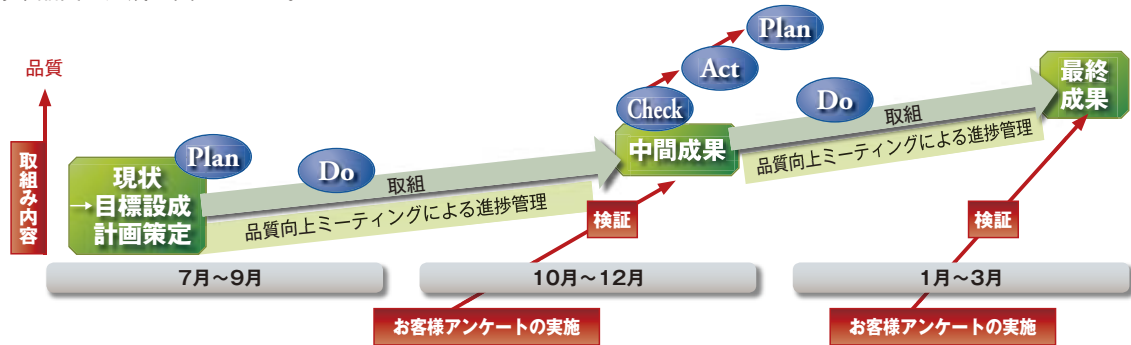 品質
取組み内容
現状
→目標設成
計画策定
Plan
Do
取組
品質向上ミーティングによる進捗管理
Check
Act
Plan
中間成果
Do
取組
品質向上ミーティングによる進捗管理
最終
成果
検証
検証
7月～9月
10月～12月
1月～3月
お客様アンケートの実施
お客様アンケートの実施